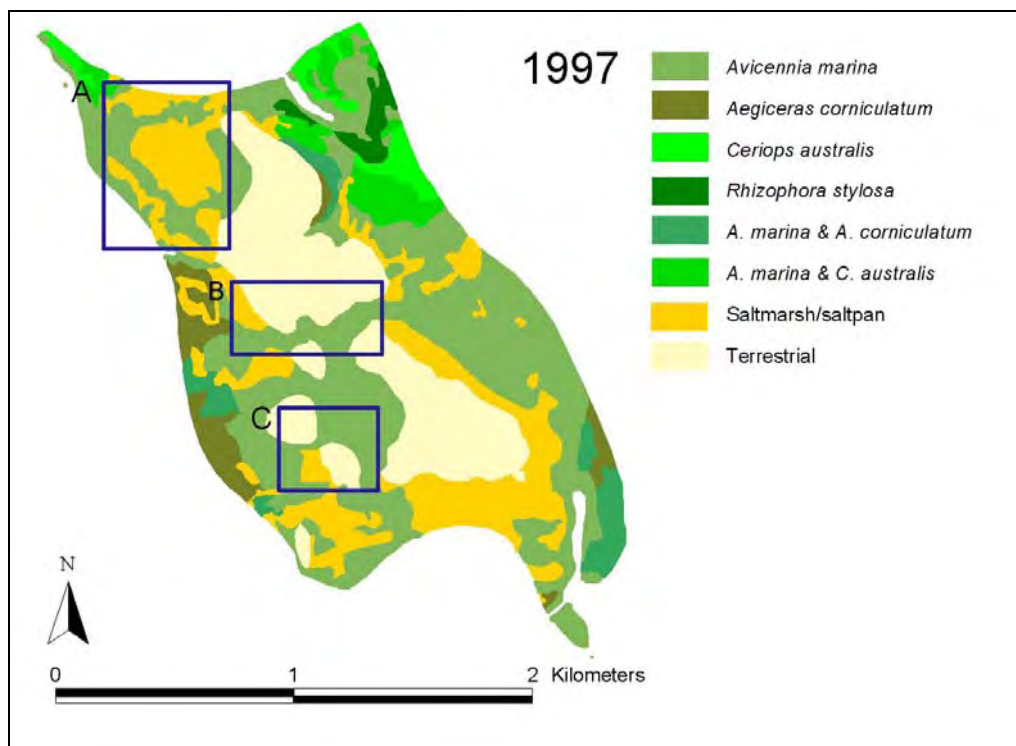 1997
Avicennia marina
Aegiceras corniculatum
Ceriops australis
Rhizophora stylosa
A. marina & A. corniculatum
A. marina & C. australis
Saltmarsh/saltpan
Terrestrial
A
B
C
N
0 1 2 Kilometers